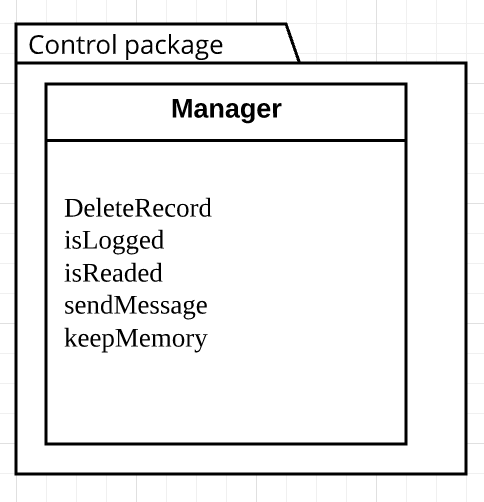 Control package
Manager
DeleteRecord
isLogged
isReaded
sendMessage
keepMemory